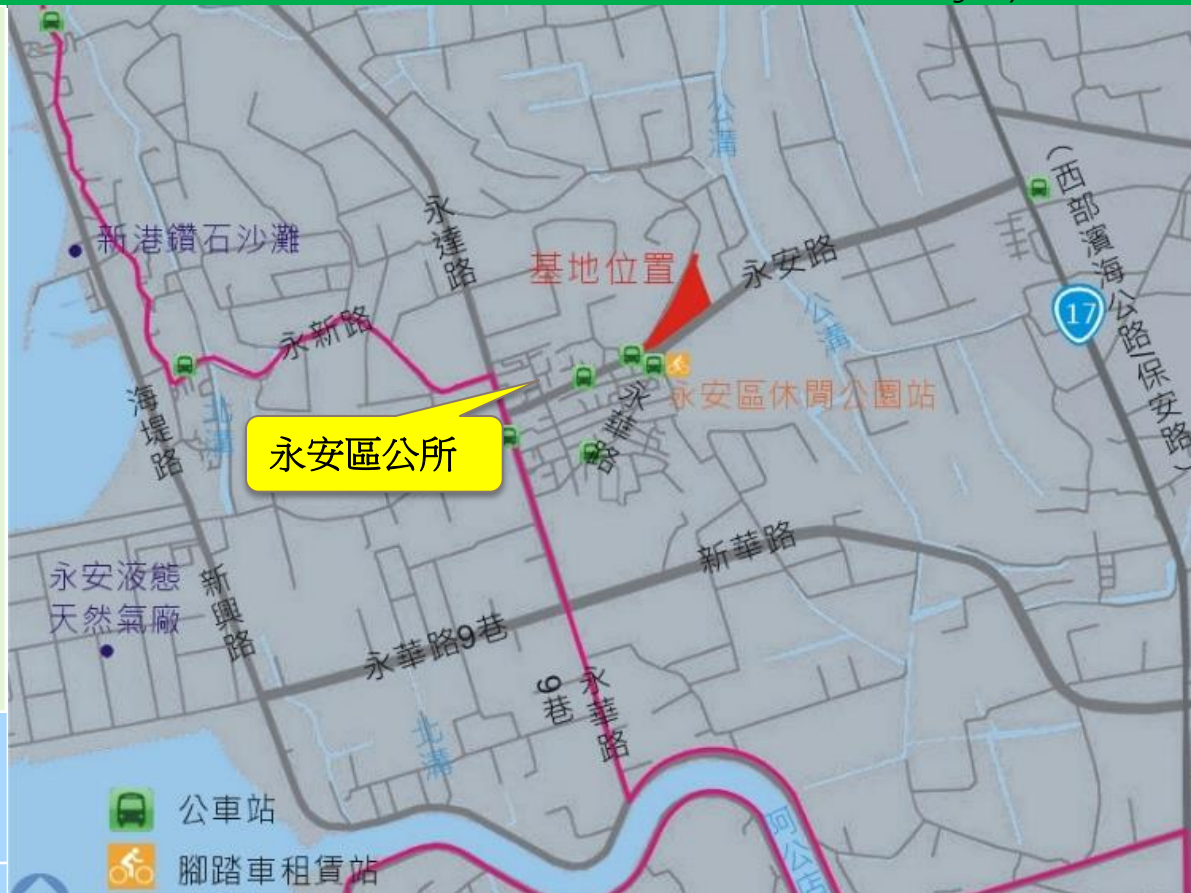 公溝
(西部濱海公路/保安路)
永達路
新港鑽石沙灘
基地位置
永安路
17
公溝
永新路
永安區休閒公園站
海堤路
北溝
永華路
永安區公所
新華路
永安液態
天然氣廠
新興路
永華路9巷
永華路
9巷
北溝
公車站
阿公店
腳踏車租賃站